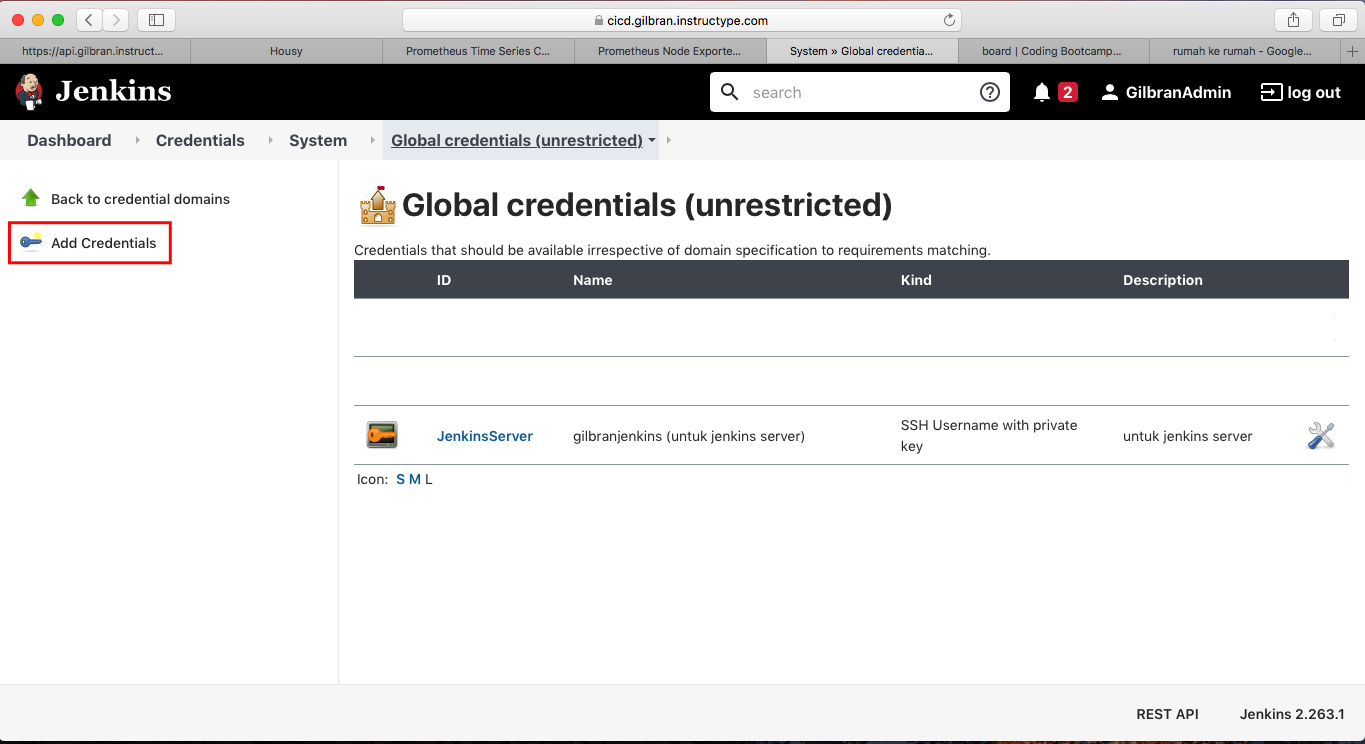 cicd.gilbran.instructype.com
https://api.gilbran.instruct...
Housy
Prometheus Time Series C...
Prometheus Node Exporte...
System » Global credentia...
board | Coding Bootcamp...
rumah ke rumah - Google...
Jenkins
search
2
GilbranAdmin
log out
Dashboard
Credentials
System
Global credentials (unrestricted)
Back to credential domains
Add Credentials
Global credentials (unrestricted)
Credentials that should be available irrespective of domain specification to requirements matching.
ID Name Kind Description
JenkinsServer
gilbranjenkins (untuk jenkins server)
SSH Username with private
key
untuk jenkins server
Icon: S M L
REST API
Jenkins 2.263.1